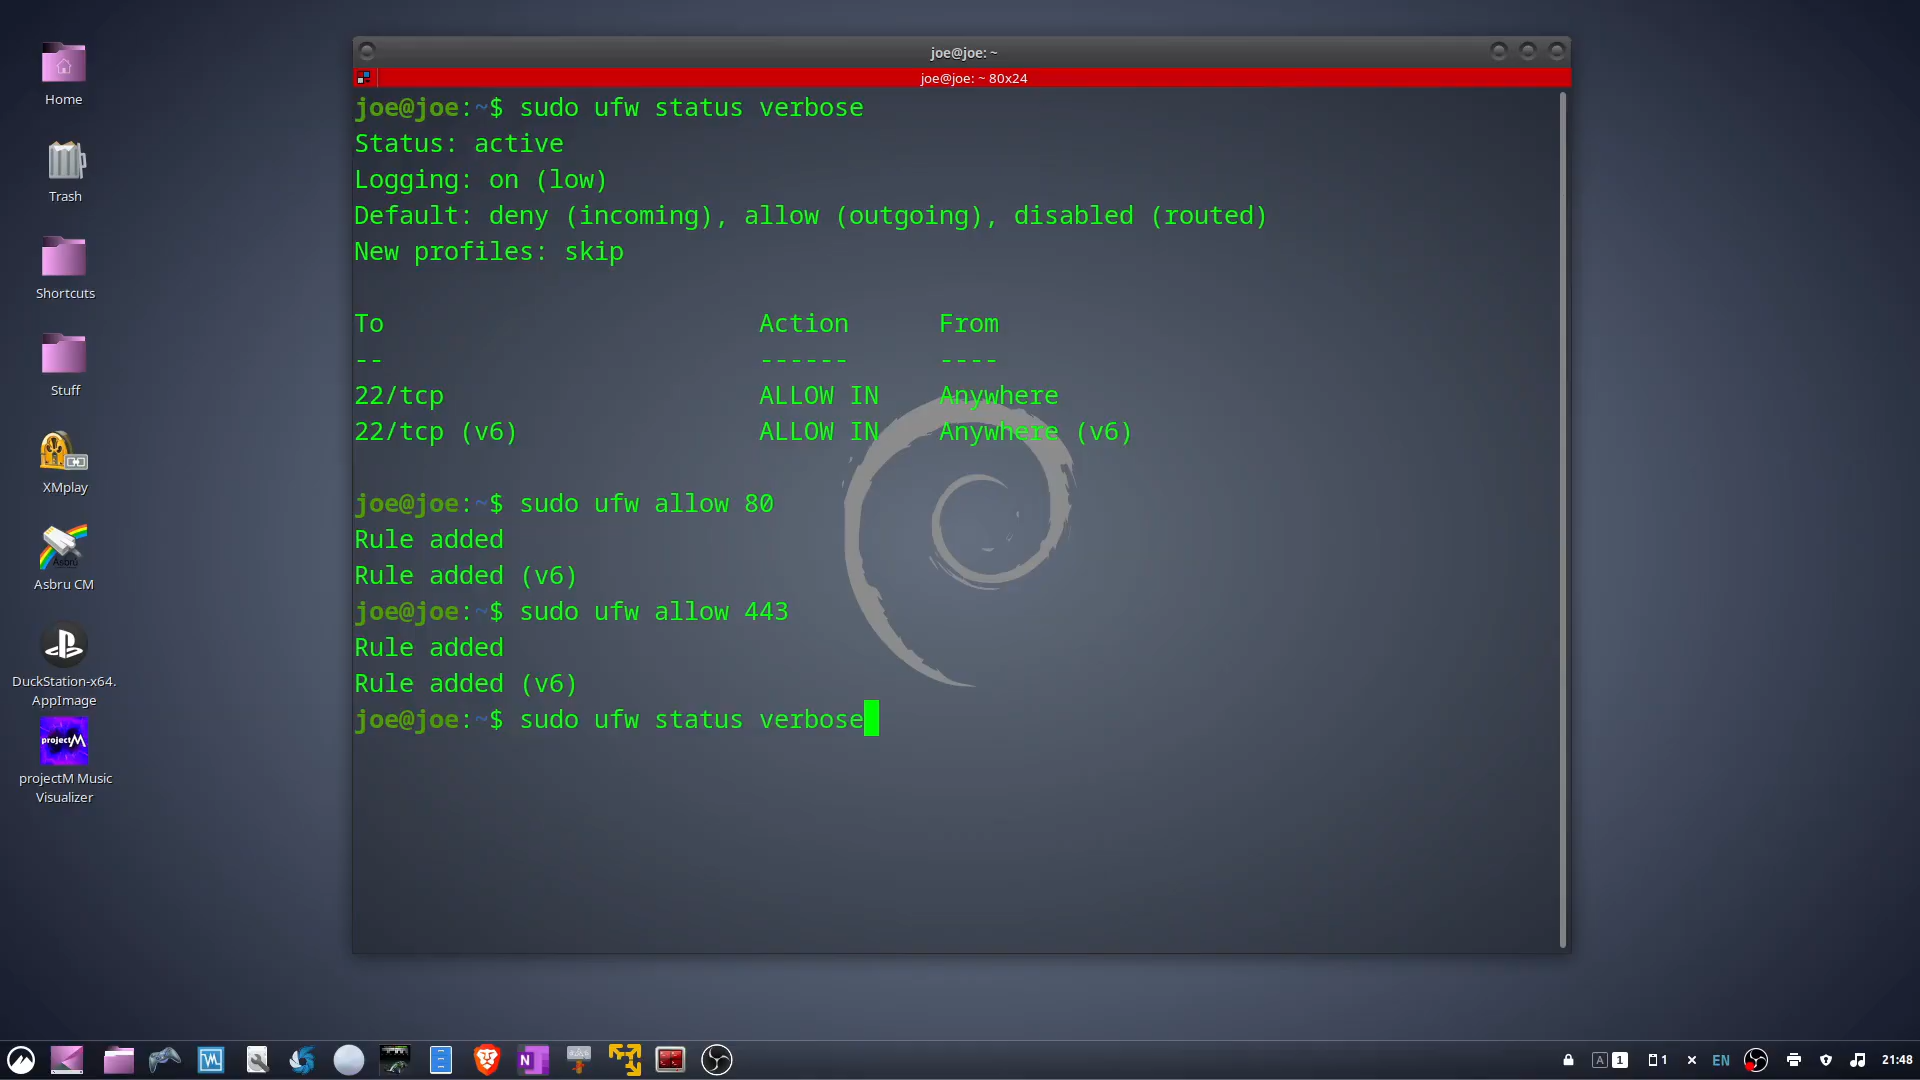 joe@joe: ~
joe@joe: ~ 80x24
joe@joe:~$ sudo ufw status verbose
Status: active
Logging: on (low)
Default: deny (incoming), allow (outgoing), disabled (routed)
New profiles: skip
To Action From
-- ------ ----
22/tcp ALLOW IN Anywhere
22/tcp (v6) ALLOW IN Anywhere (v6)
joe@joe:~$ sudo ufw allow 80
Rule added
Rule added (v6)
joe@joe:~$ sudo ufw allow 443
Rule added
Rule added (v6)
joe@joe:~$ sudo ufw status verbose
Home
Trash
Shortcuts
Stuff
XMplay
Asbru
Asbru CM
DuckStation-x64.
AppImage
projectM
projectM Music
Visualizer
N
A 1 1 EN 21:48